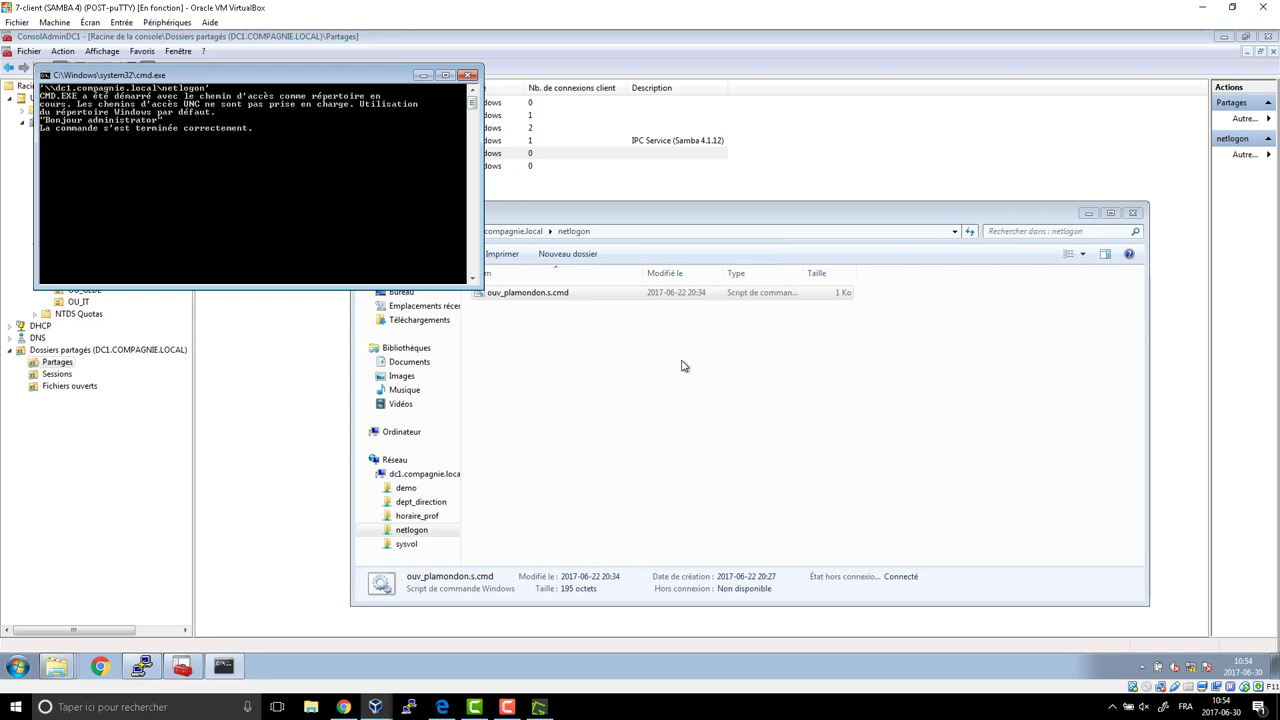 7-client (SAMBA 4) (POST-puTTY) [En fonction] - Oracle VM VirtualBox
Fichier Machine Écran Entrée Périphériques Aide
ConsolAdminDC1 - [Racine de la console\Dossiers partagés (DC1.COMPAGNIE.LOCAL)\Partages]
Fichier Action Affichage Favoris Fenêtre ?
C:\Windows\system32\cmd.exe
'\\dc1.compagnie.local\netlogon'
CMD.EXE a été démarré avec le chemin d'accès comme répertoire en
cours. Les chemins d'accès UNC ne sont pas prise en charge. Utilisation
du répertoire Windows par défaut.
"Bonjour administrator"
La commande s'est terminée correctement.
Nb. de connexions client Description
0
1
2
1 IPC Service (Samba 4.1.12)
0
0
Actions
Partages
Autre...
netlogon
Autre...
OU_IT
NTDS Quotas
DHCP
DNS
Dossiers partagés (DC1.COMPAGNIE.LOCAL)
Partages
Sessions
Fichiers ouverts
compagnie.local netlogon Rechercher dans : netlogon
Imprimer Nouveau dossier
Modifié le Type Taille
ouv_plamondon.s.cmd 2017-06-22 20:34 Script de comman... 1 Ko
Bureau
Emplacements récer
Téléchargements
Bibliothèques
Documents
Images
Musique
Vidéos
Ordinateur
Réseau
dc1.compagnie.loca
demo
dept_direction
horaire_prof
netlogon
sysvol
ouv_plamondon.s.cmd Modifié le : 2017-06-22 20:34 Date de création : 2017-06-22 20:27 État hors connexio... Connecté
Script de commande Windows Taille : 195 octets Hors connexion : Non disponible
10:54
2017-06-30
F11
Taper ici pour rechercher
FRA
10:54
2017-06-30